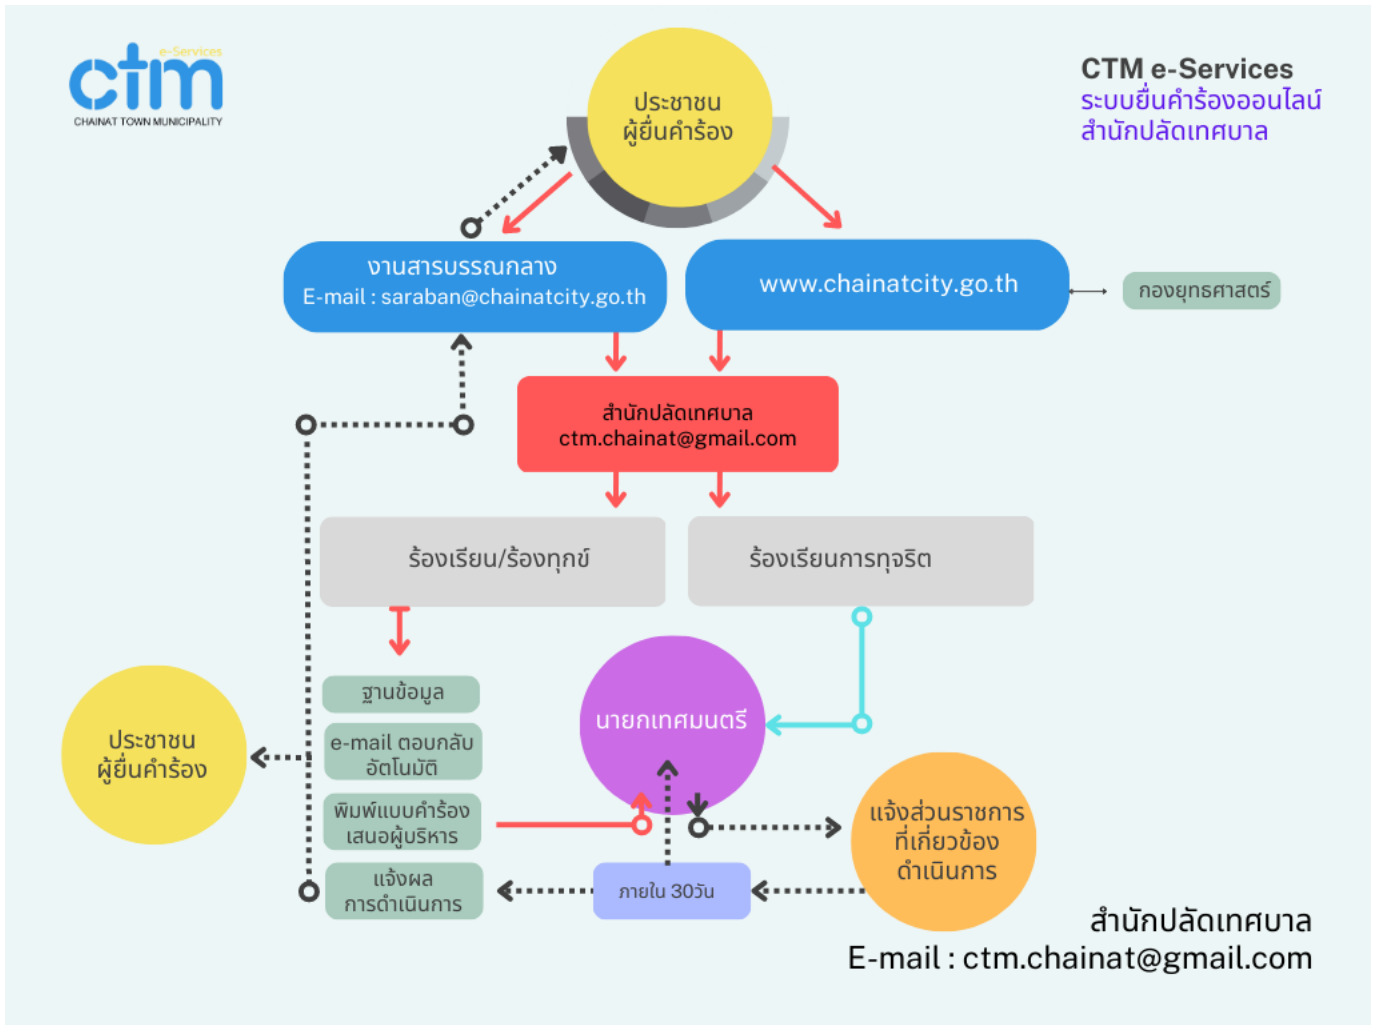 e-Services
ctm
CHAINAT TOWN MUNICIPALITY
CTM e-Services
ระบบยื่นคำร้องออนไลน์
สำนักปลัดเทศบาล
ประชาชน
ผู้ยื่นคำร้อง
งานสารบรรณกลาง
E-mail : saraban@chainatcity.go.th
www.chainatcity.go.th
กองยุทธศาสตร์
สำนักปลัดเทศบาล
ctm.chainat@gmail.com
ร้องเรียน/ร้องทุกข์
ร้องเรียนการทุจริต
ฐานข้อมูล
e-mail ตอบกลับ
อัตโนมัติ
พิมพ์แบบคำร้อง
เสนอผู้บริหาร
แจ้งผล
การดำเนินการ
ประชาชน
ผู้ยื่นคำร้อง
นายกเทศมนตรี
ภายใน 30วัน
แจ้งส่วนราชการ
ที่เกี่ยวข้อง
ดำเนินการ
สำนักปลัดเทศบาล
E-mail : ctm.chainat@gmail.com